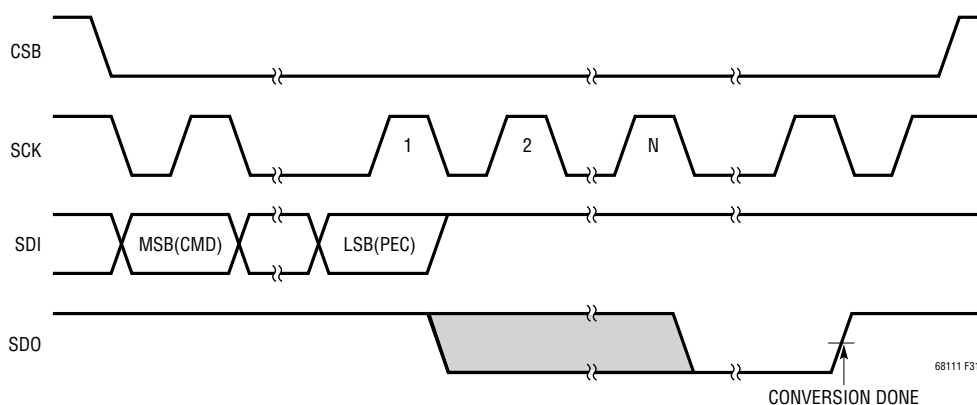 CSB
SCK
1
2
N
SDI
MSB(CMD)
LSB(PEC)
SDO
68111 F31
CONVERSION DONE